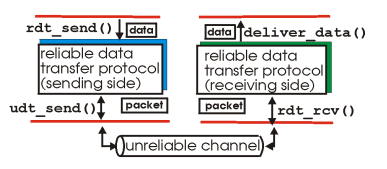 rdt_send()
data
data
deliver_data()
reliable data
transfer protocol
(sending side)
reliable data
transfer protocol
(receiving side)
udt_send()
packet
packet
rdt_rcv()
unreliable channel